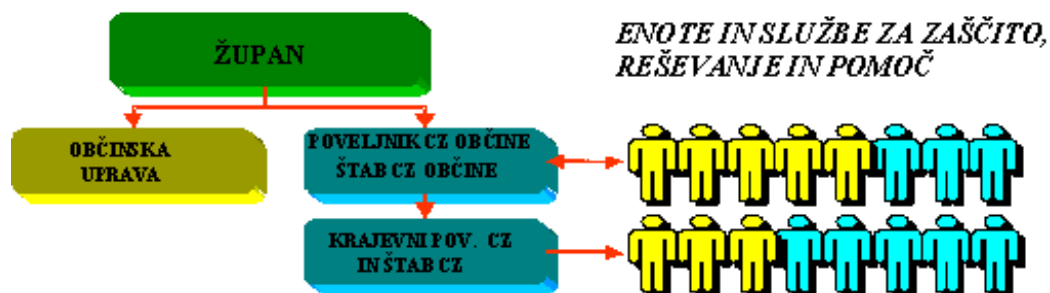 ŽUPAN
ENOTE IN SLUŽBE ZA ZAŠČITO,
REŠEVANJE IN POMOČ
OBČINSKA
UPRAVA
POVELJNIK CZ OBČINE
ŠTAB CZ OBČINE
KRAJEVNI POV. CZ
IN ŠTAB CZ